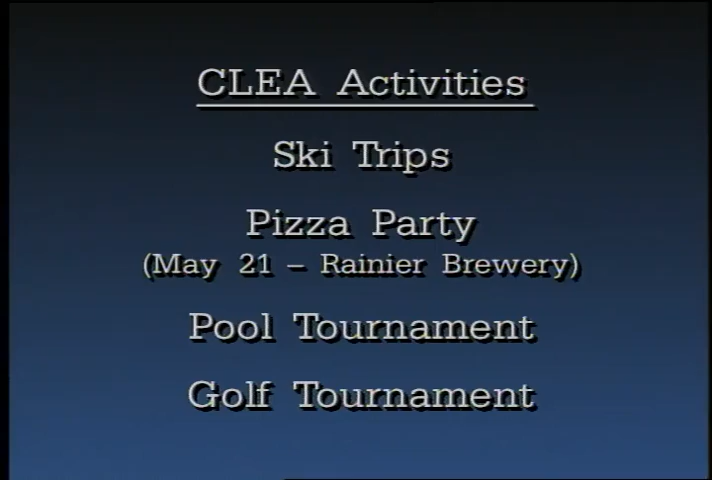 CLEA Activities
Ski Trips
Pizza Party
(May 21 – Rainier Brewery)
Pool Tournament
Golf Tournament